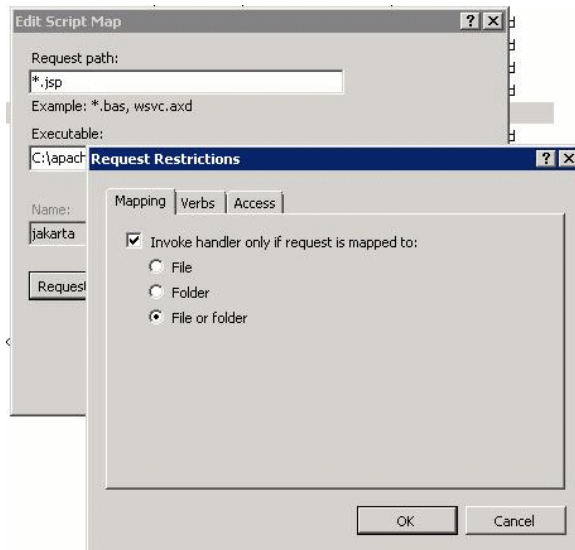 Edit Script Map
Request path:
*.jsp
Example: *.bas, wsvc.axd
Executable:
C:\apach
Name:
jakarta
Request Restrictions
Mapping
Verbs
Access
Invoke handler only if request is mapped to:
File
Folder
File or folder
OK
Cancel